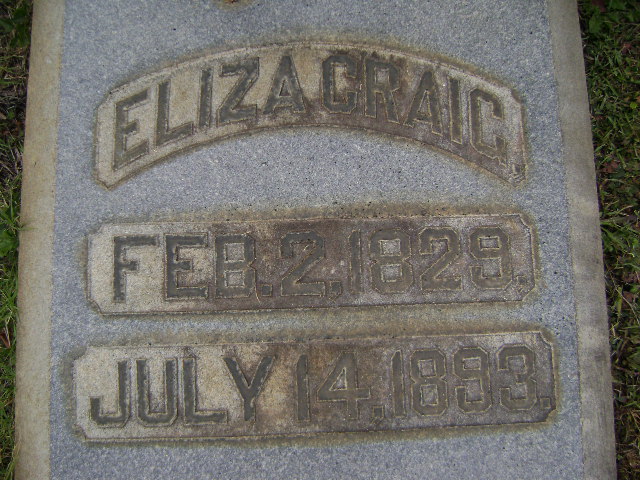 ELIZA CRAIG,
FEB. 2, 1828.
JULY 14, 1893.